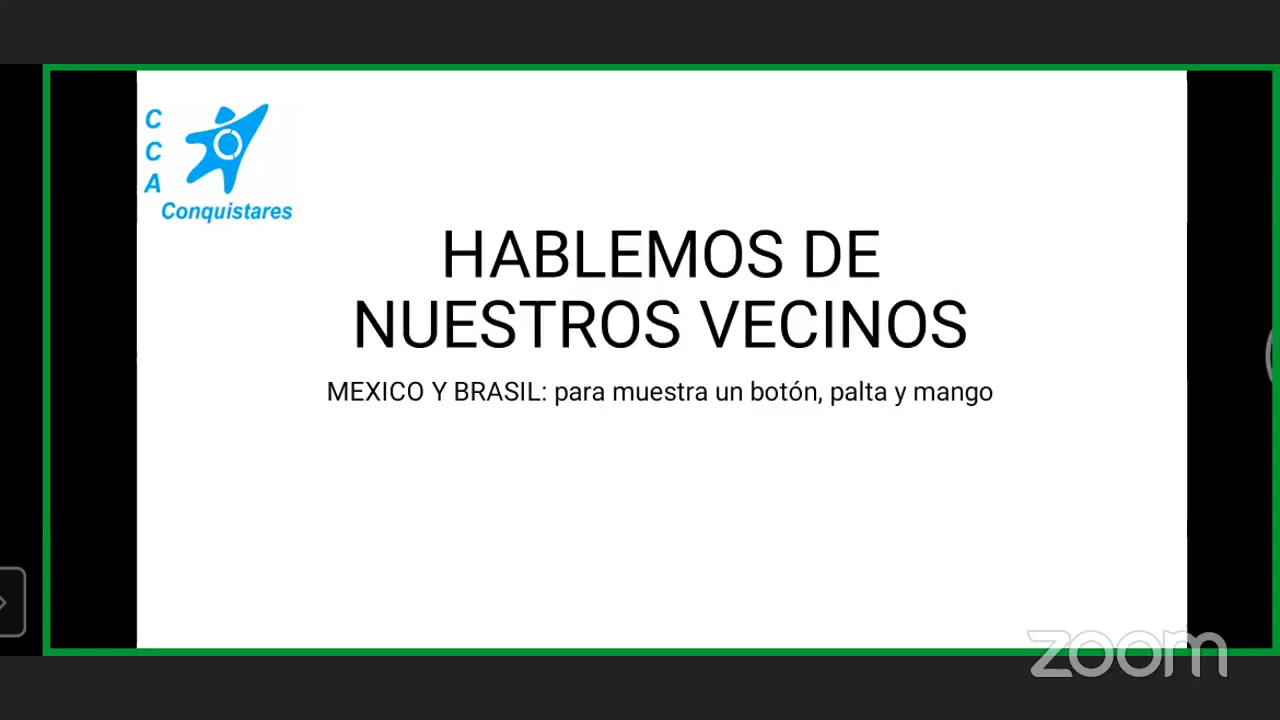 C
C
A
Conquistares
HABLEMOS DE
NUESTROS VECINOS
MEXICO Y BRASIL: para muestra un botón, palta y mango
zoom